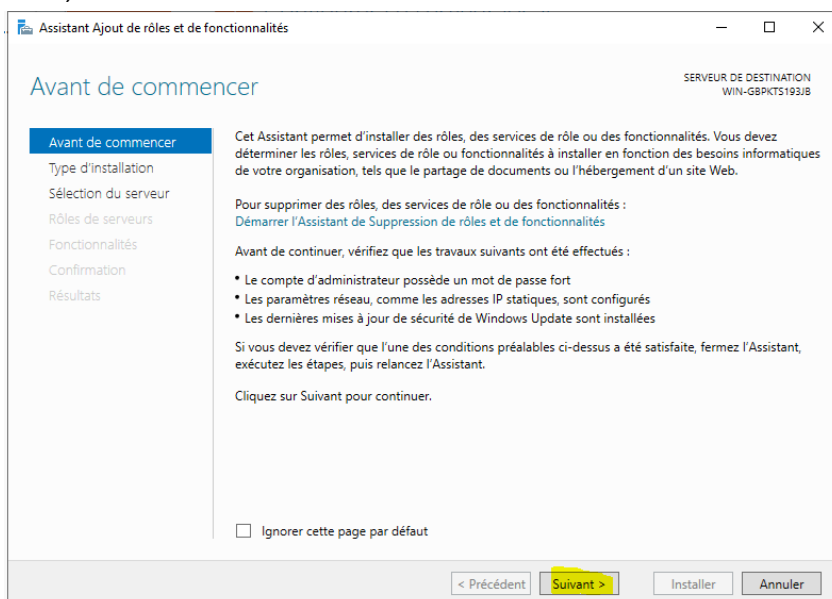 Assistant Ajout de rôles et de fonctionnalités
Avant de commencer
SERVEUR DE DESTINATION
WIN-GBPKTS193JB
Avant de commencer
Type d'installation
Sélection du serveur
Rôles de serveurs
Fonctionnalités
Confirmation
Résultats
Cet Assistant permet d'installer des rôles, des services de rôle ou des fonctionnalités. Vous devez
déterminer les rôles, services de rôle ou fonctionnalités à installer en fonction des besoins informatiques
de votre organisation, tels que le partage de documents ou l'hébergement d'un site Web.
Pour supprimer des rôles, des services de rôle ou des fonctionnalités :
Démarrer l'Assistant de Suppression de rôles et de fonctionnalités
Avant de continuer, vérifiez que les travaux suivants ont été effectués :
• Le compte d'administrateur possède un mot de passe fort
• Les paramètres réseau, comme les adresses IP statiques, sont configurés
• Les dernières mises à jour de sécurité de Windows Update sont installées
Si vous devez vérifier que l'une des conditions préalables ci-dessus a été satisfaite, fermez l'Assistant,
exécutez les étapes, puis relancez l'Assistant.
Cliquez sur Suivant pour continuer.
Ignorer cette page par défaut
< Précédent
Suivant >
Installer
Annuler